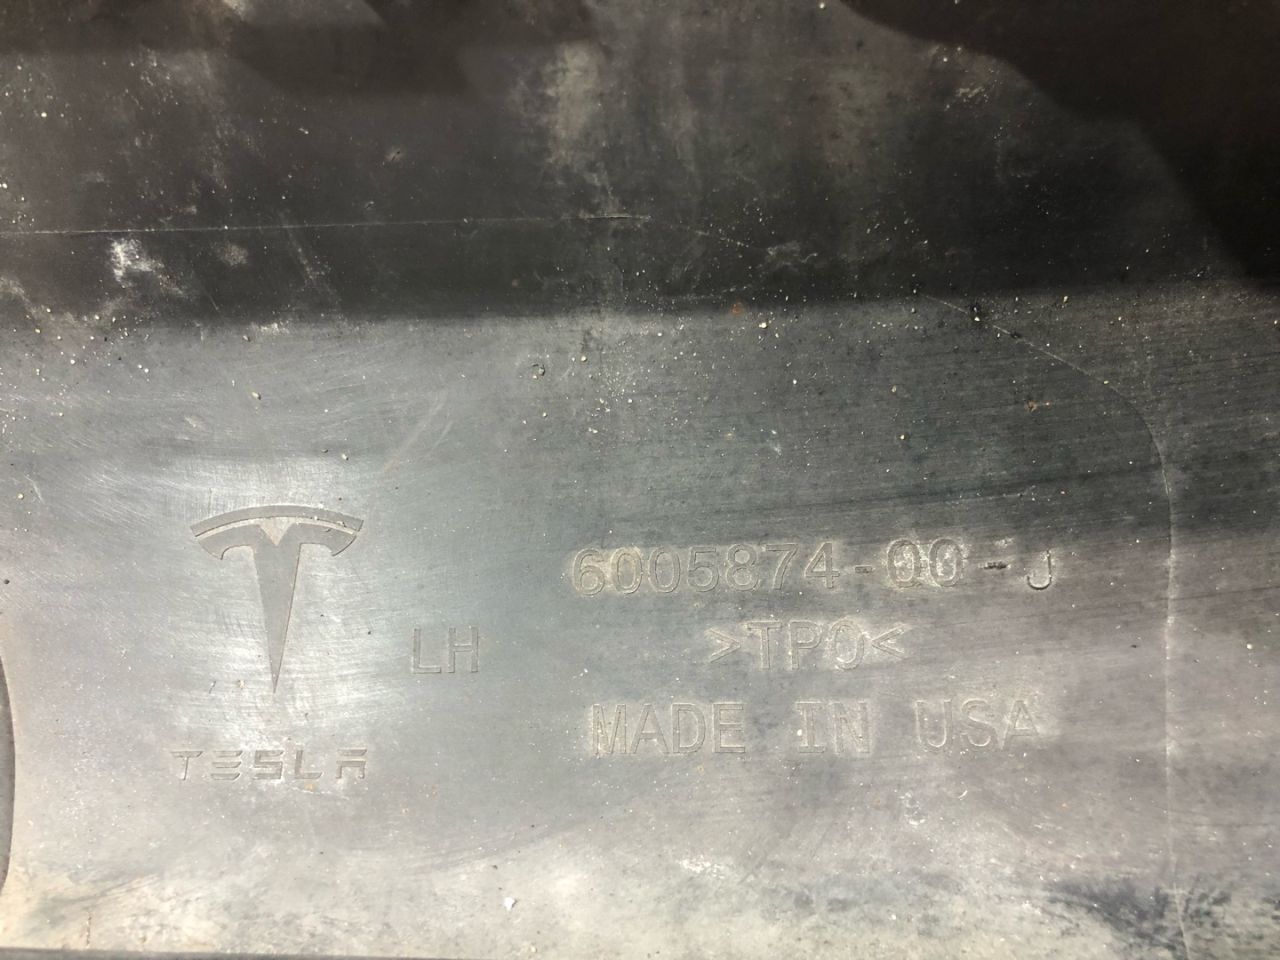 6005874-00-J
LH
>TPO<
MADE IN USA
TESLA